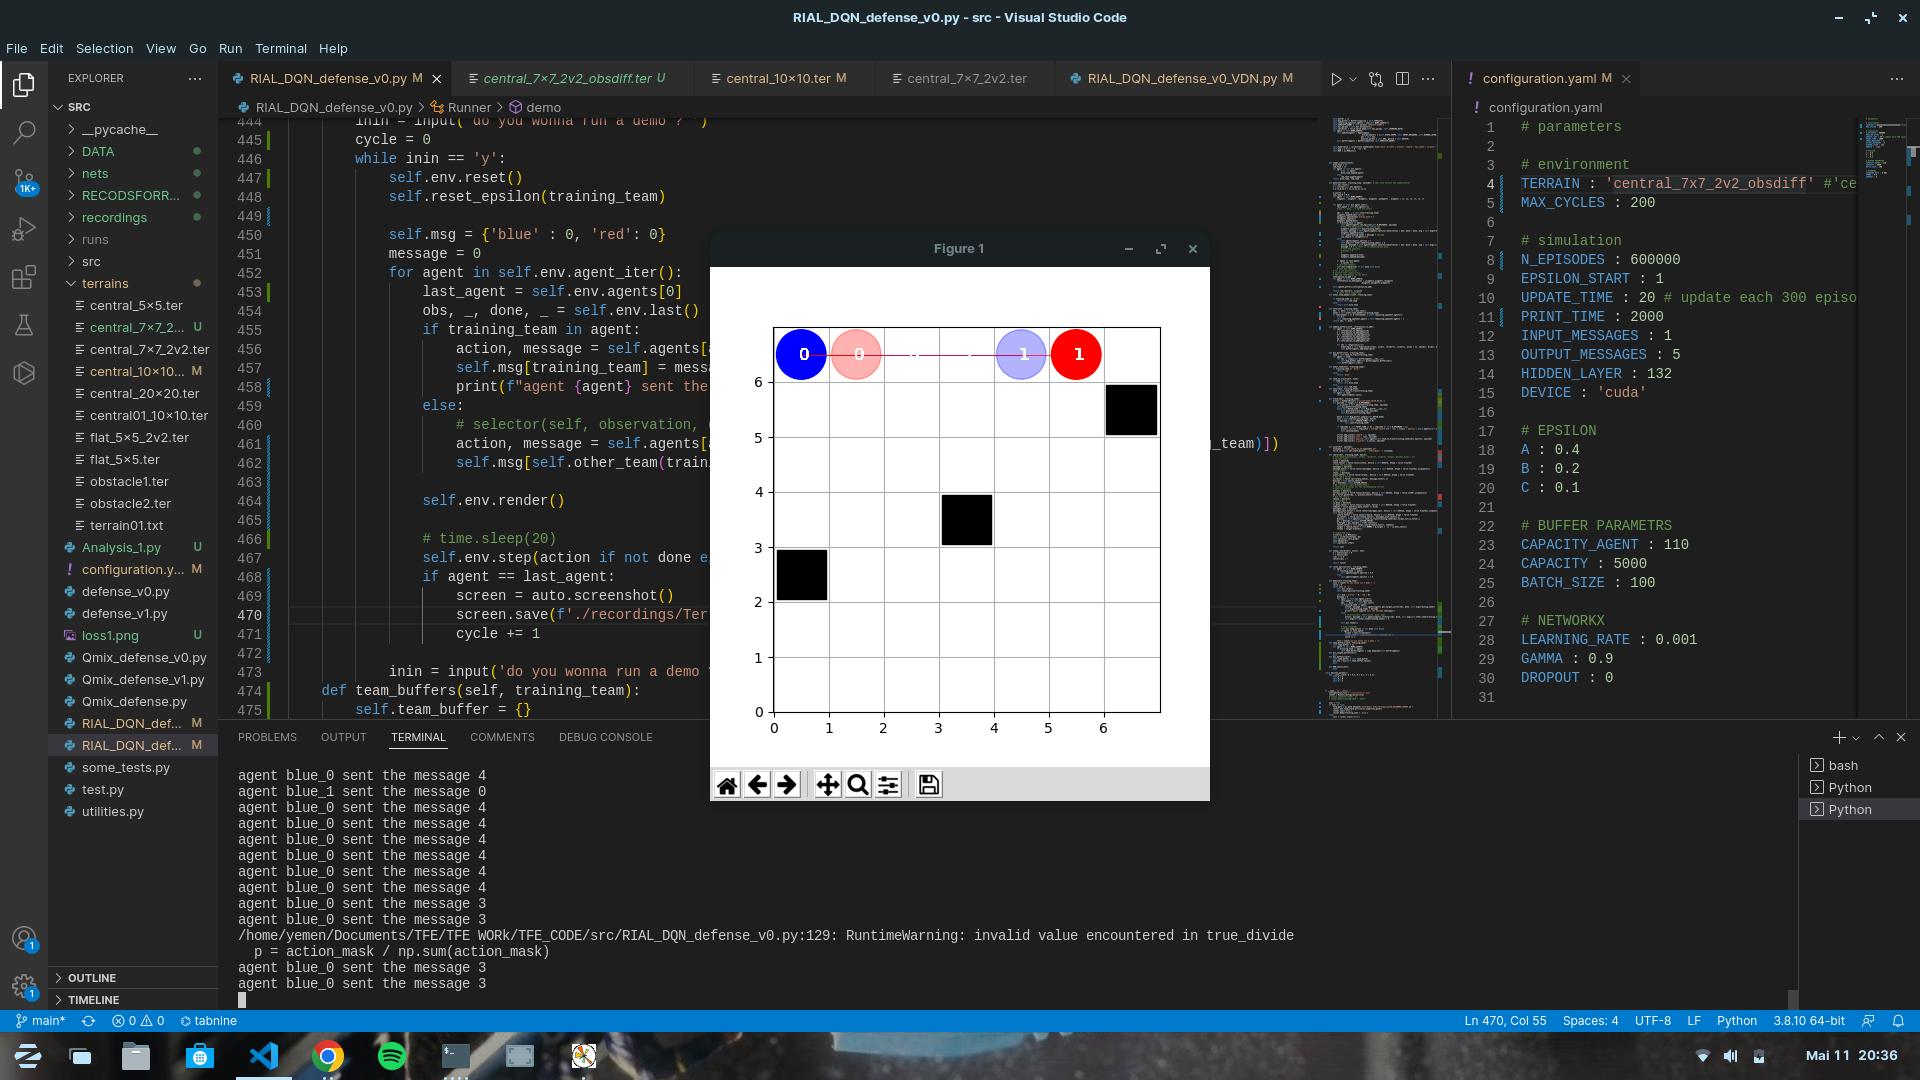 RIAL_DQN_defense_v0.py - src - Visual Studio Code
File Edit Selection View Go Run Terminal Help
EXPLORER
SRC
__pycache__
DATA
nets
RECODSFORR...
recordings
runs
src
terrains
central_5×5.ter
central_7×7_2... U
central_7×7_2v2.ter
central_10×10... M
central_20×20.ter
central01_10×10.ter
flat_5×5_2v2.ter
flat_5×5.ter
obstacle1.ter
obstacle2.ter
terrain01.txt
Analysis_1.py U
! configuration.y... M
defense_v0.py
defense_v1.py
loss1.png U
Qmix_defense_v0.py
Qmix_defense_v1.py
Qmix_defense.py
RIAL_DQN_def... M
RIAL_DQN_def... M
some_tests.py
test.py
utilities.py
OUTLINE
TIMELINE
1K+
1
1
RIAL_DQN_defense_v0.py M
central_7×7_2v2_obsdiff.ter U
central_10×10.ter M
central_7×7_2v2.ter
RIAL_DQN_defense_v0_VDN.py M
RIAL_DQN_defense_v0.py > Runner > demo
444 inin = input('do you wonna run a demo ? ')
445 cycle = 0
446 while inin == 'y':
447 self.env.reset()
448 self.reset_epsilon(training_team)
449
450 self.msg = {'blue' : 0, 'red': 0}
451 message = 0
452 for agent in self.env.agent_iter():
453 last_agent = self.env.agents[0]
454 obs, _, done, _ = self.env.last()
455 if training_team in agent:
456 action, message = self.agents[
457 self.msg[training_team] = mess
458 print(f"agent {agent} sent the
459 else:
460 # selector(self, observation,
461 action, message = self.agents[ g_team)])
462 self.msg[self.other_team(train
463
464 self.env.render()
465
466 # time.sleep(20)
467 self.env.step(action if not done e
468 if agent == last_agent:
469 screen = auto.screenshot()
470 screen.save(f'./recordings/Ter
471 cycle += 1
472
473 inin = input('do you wonna run a demo
474 def team_buffers(self, training_team):
475 self.team_buffer = {}
Figure 1
0 0 1 1
6
5
4
3
2
1
0
0 1 2 3 4 5 6
! configuration.yaml M
! configuration.yaml
1 # parameters
2
3 # environment
4 TERRAIN : 'central_7x7_2v2_obsdiff' #'ce
5 MAX_CYCLES : 200
6
7 # simulation
8 N_EPISODES : 600000
9 EPSILON_START : 1
10 UPDATE_TIME : 20 # update each 300 episo
11 PRINT_TIME : 2000
12 INPUT_MESSAGES : 1
13 OUTPUT_MESSAGES : 5
14 HIDDEN_LAYER : 132
15 DEVICE : 'cuda'
16
17 # EPSILON
18 A : 0.4
19 B : 0.2
20 C : 0.1
21
22 # BUFFER PARAMETRS
23 CAPACITY_AGENT : 110
24 CAPACITY : 5000
25 BATCH_SIZE : 100
26
27 # NETWORKX
28 LEARNING_RATE : 0.001
29 GAMMA : 0.9
30 DROPOUT : 0
31
PROBLEMS OUTPUT TERMINAL COMMENTS DEBUG CONSOLE
agent blue_0 sent the message 4
agent blue_1 sent the message 0
agent blue_0 sent the message 4
agent blue_0 sent the message 4
agent blue_0 sent the message 4
agent blue_0 sent the message 4
agent blue_0 sent the message 4
agent blue_0 sent the message 4
agent blue_0 sent the message 3
agent blue_0 sent the message 3
/home/yemen/Documents/TFE/TFE WORk/TFE_CODE/src/RIAL_DQN_defense_v0.py:129: RuntimeWarning: invalid value encountered in true_divide
p = action_mask / np.sum(action_mask)
agent blue_0 sent the message 3
agent blue_0 sent the message 3
bash
Python
Python
main* 0 0 tabnine
Ln 470, Col 55 Spaces: 4 UTF-8 LF Python 3.8.10 64-bit
Mai 11 20:36